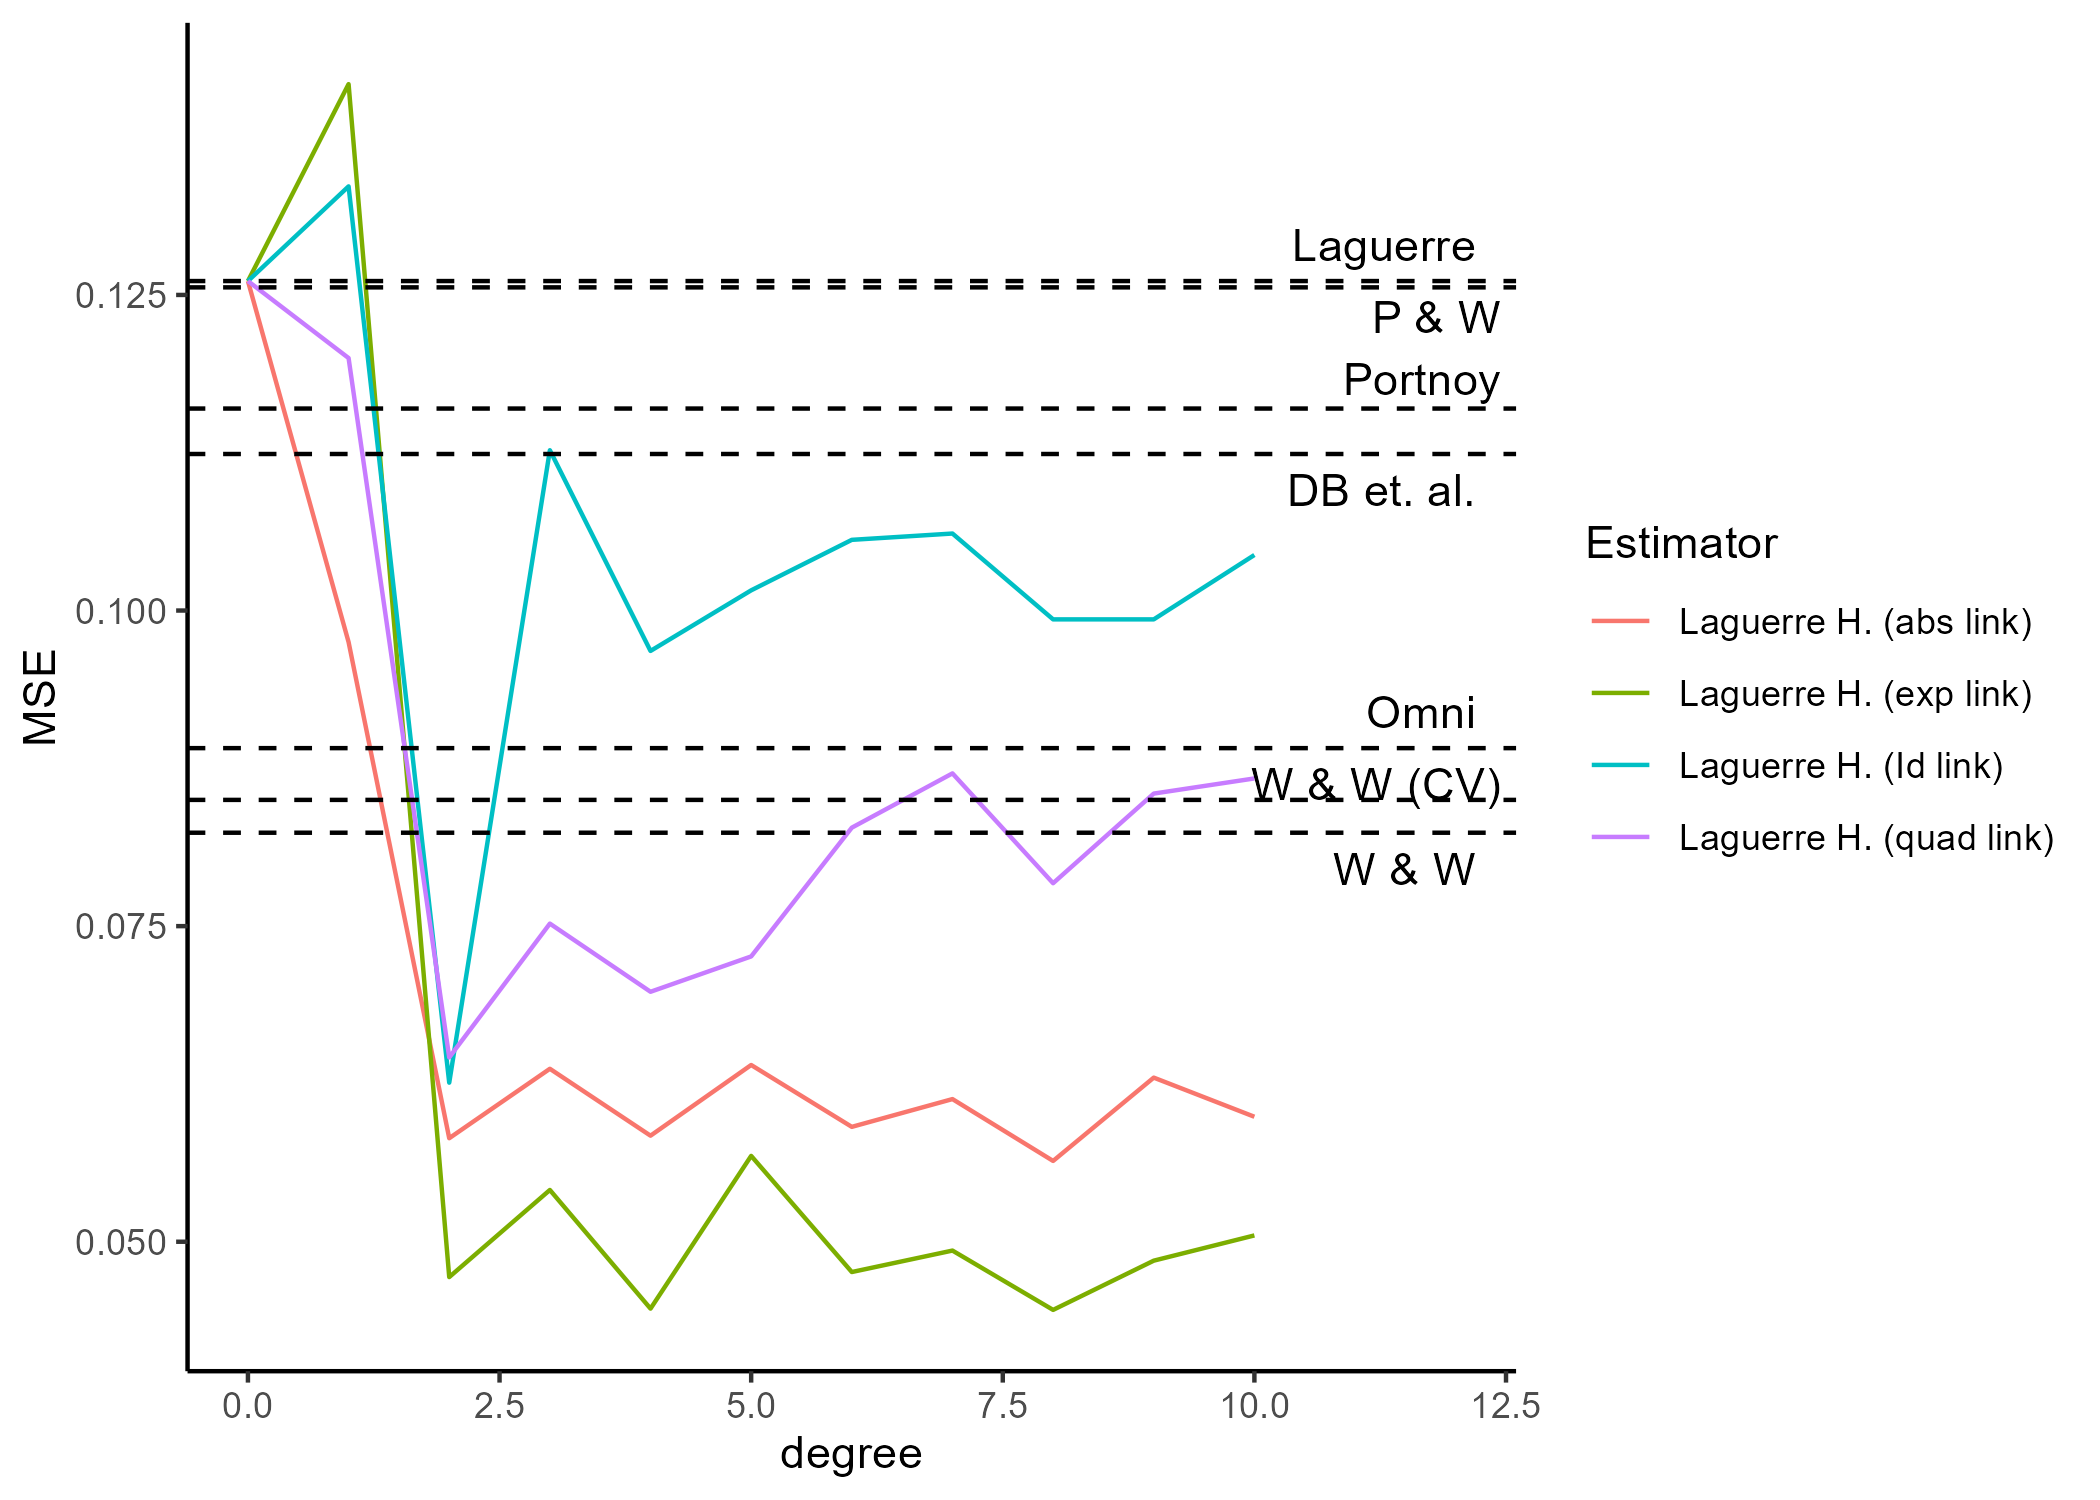 Laguerre
0.125
P & W
Portnoy
DB et. al.
Estimator
0.100
Laguerre H. (abs link)
MSE
Laguerre H. (exp link)
Omni
Laguerre H. (Id link)
W & W (CV)
Laguerre H. (quad link)
W & W
0.075
0.050
0.0 2.5 5.0 7.5 10.0 12.5
degree